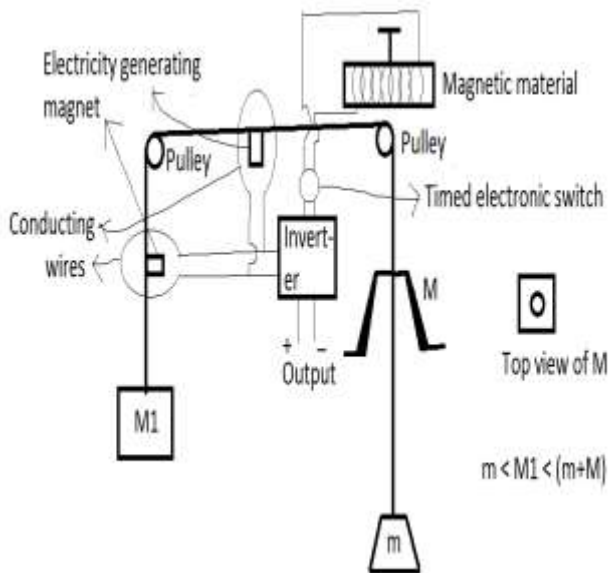 Electricity generating
magnet
Magnetic material
Pulley
Pulley
Timed electronic switch
Conducting
wires
Invert-
er
M
+ –
Output
Top view of M
M1
m < M1 < (m+M)
m